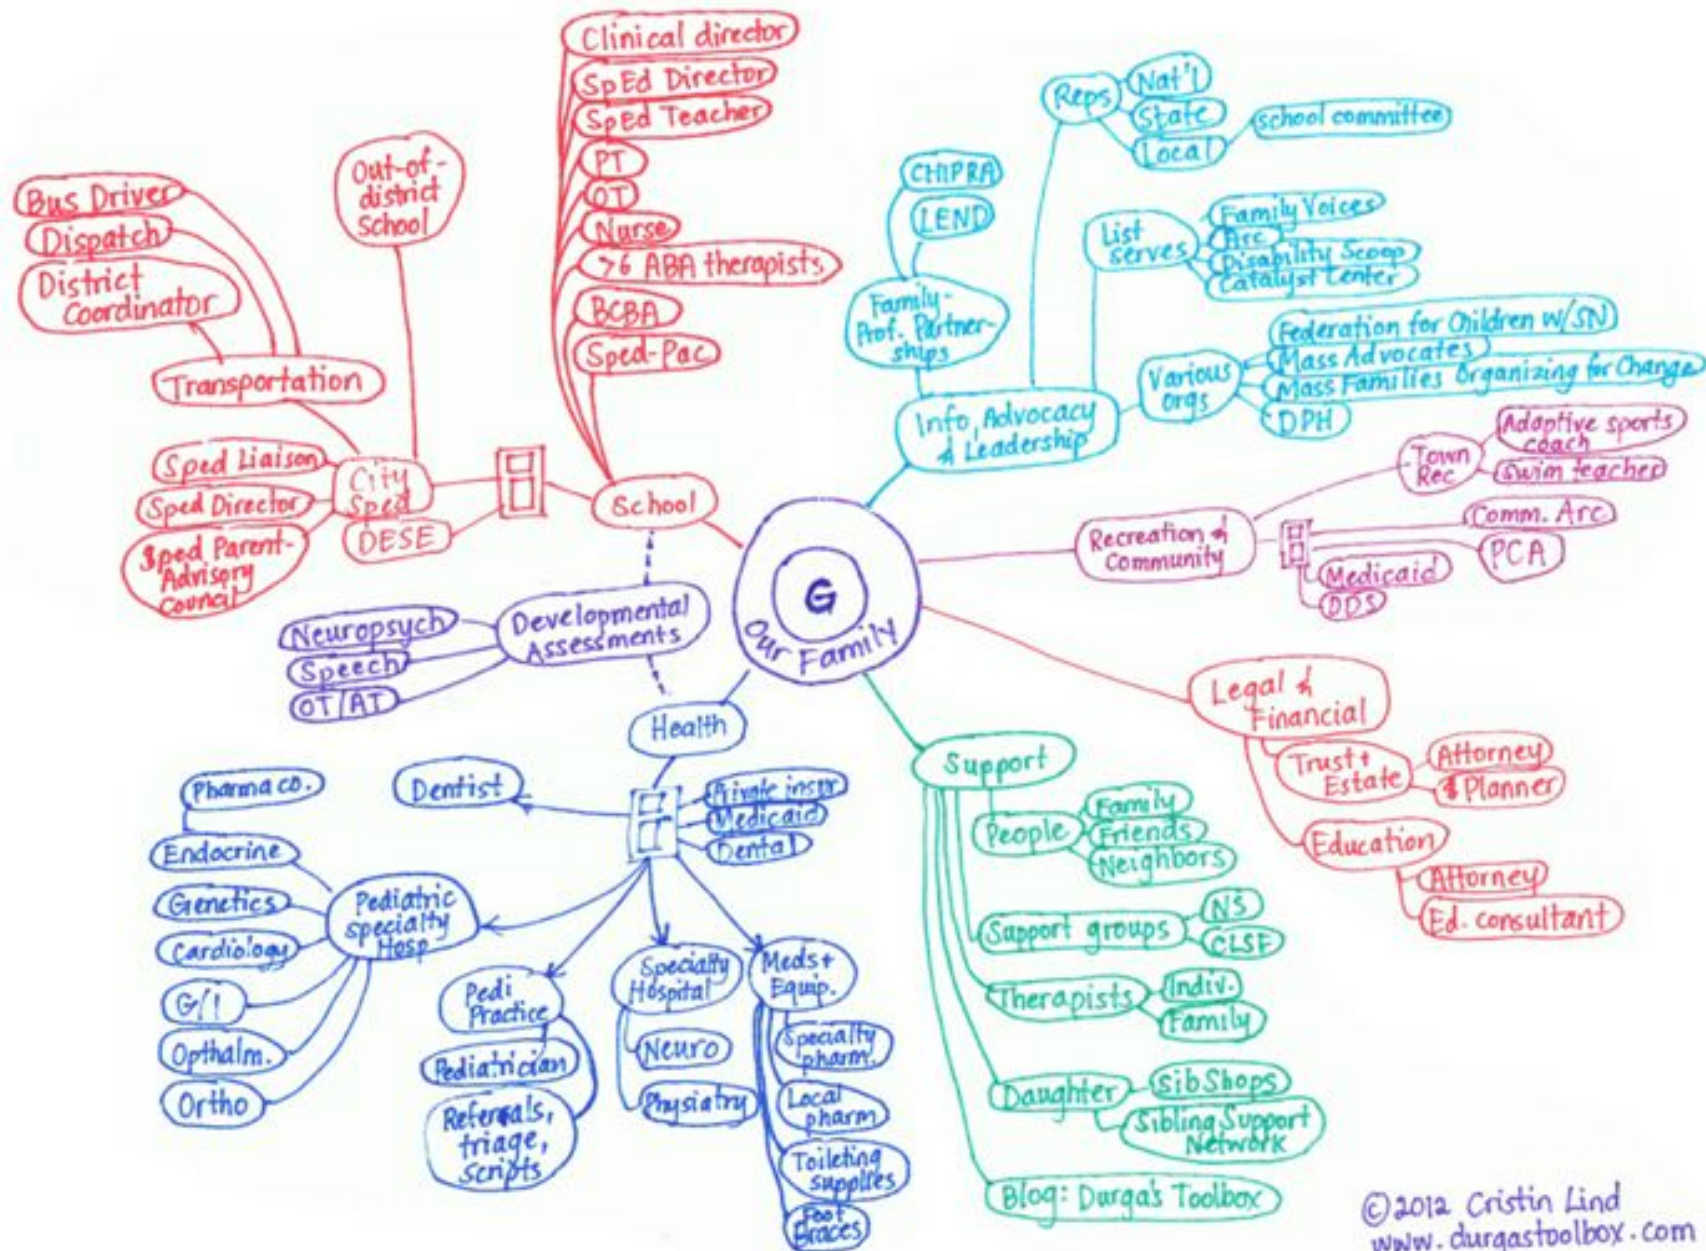 Clinical director
SpEd Director
SpEd Teacher
PT
OT
Nurse
>6 ABA therapists
BCBA
Sped-Pac
Out-of-
district
School
Bus Driver
Dispatch
District
Coordinator
Transportation
Sped Liaison
Sped Director
$ped Parent-
Advisory
Council
City
Sped
DESE
School
Reps
Nat'l
State
Local
school committee
CHIPRA
LEND
Family-
Prof. Partner-
ships
List
serves
Family Voices
Arc
Disability Scoop
Catalyst Center
Various
orgs
Federation for Children w/SN
Mass Advocates
Mass Families Organizing for Change
DPH
Info, Advocacy
& Leadership
Town
Rec
Adaptive sports
coach
swim teacher
Recreation &
Community
Comm. Arc
PCA
Medicaid
DDS
G
Our Family
Developmental
Assessments
Neuropsych
Speech
OT/AT
Health
Dentist
Private insur
Medicaid
Dental
Pharma co.
Endocrine
Genetics
Cardiology
G/I
Opthalm.
Ortho
Pediatric
specialty
Hosp
Pedi
Practice
Pediatrician
Referrals,
triage,
scripts
Specialty
Hospital
Neuro
Physiatry
Meds+
Equip.
Specialty
pharm.
Local
pharm
Toileting
supplies
Foot
Braces
Support
People
Family
Friends
Neighbors
Support groups
NS
CLSF
Therapists
Indiv.
Family
Daughter
SibShops
Sibling Support
Network
Blog: Durga's Toolbox
Legal &
Financial
Trust +
Estate
Attorney
$ Planner
Education
Attorney
Ed. consultant
©2012 Cristin Lind
www.durgastoolbox.com